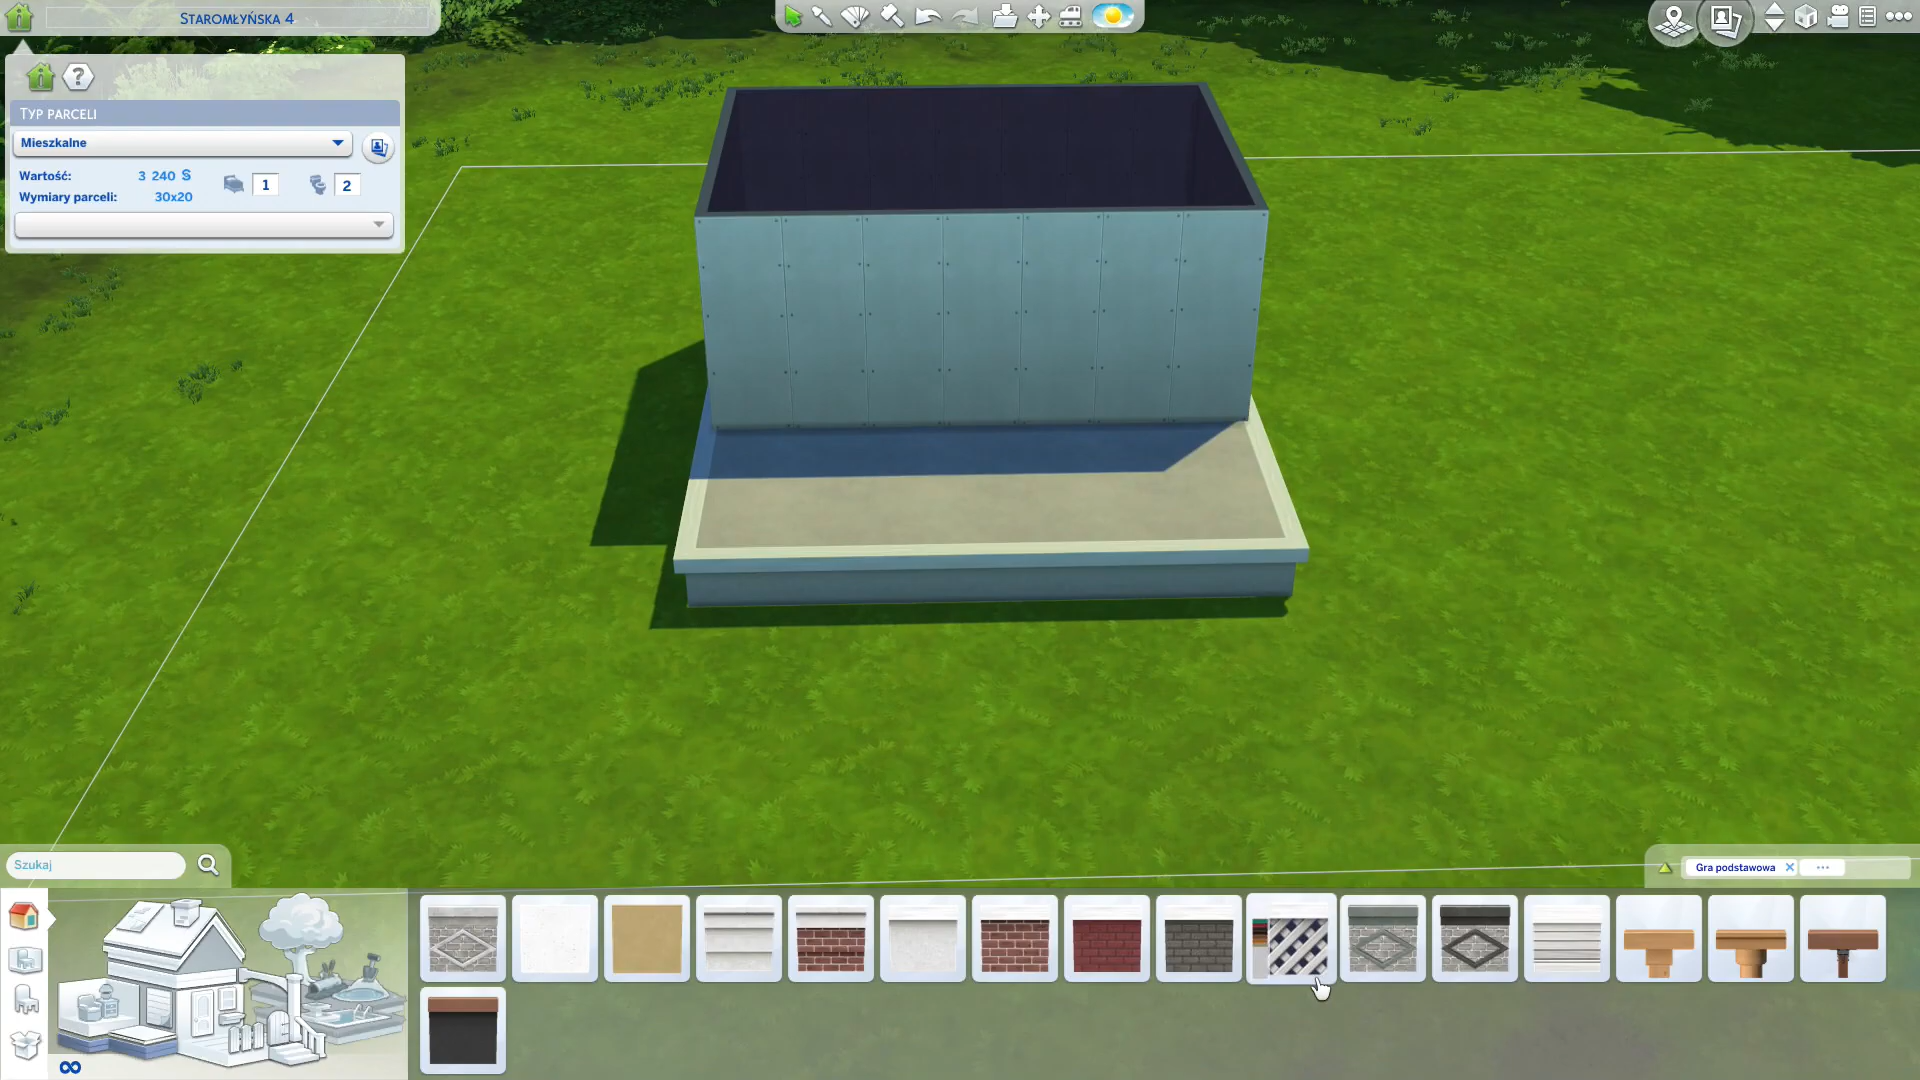 Staromłyńska 4
Typ parceli
Mieszkalne
Wartość: 3 240 §
1
2
Wymiary parceli: 30x20
Szukaj
Gra podstawowa